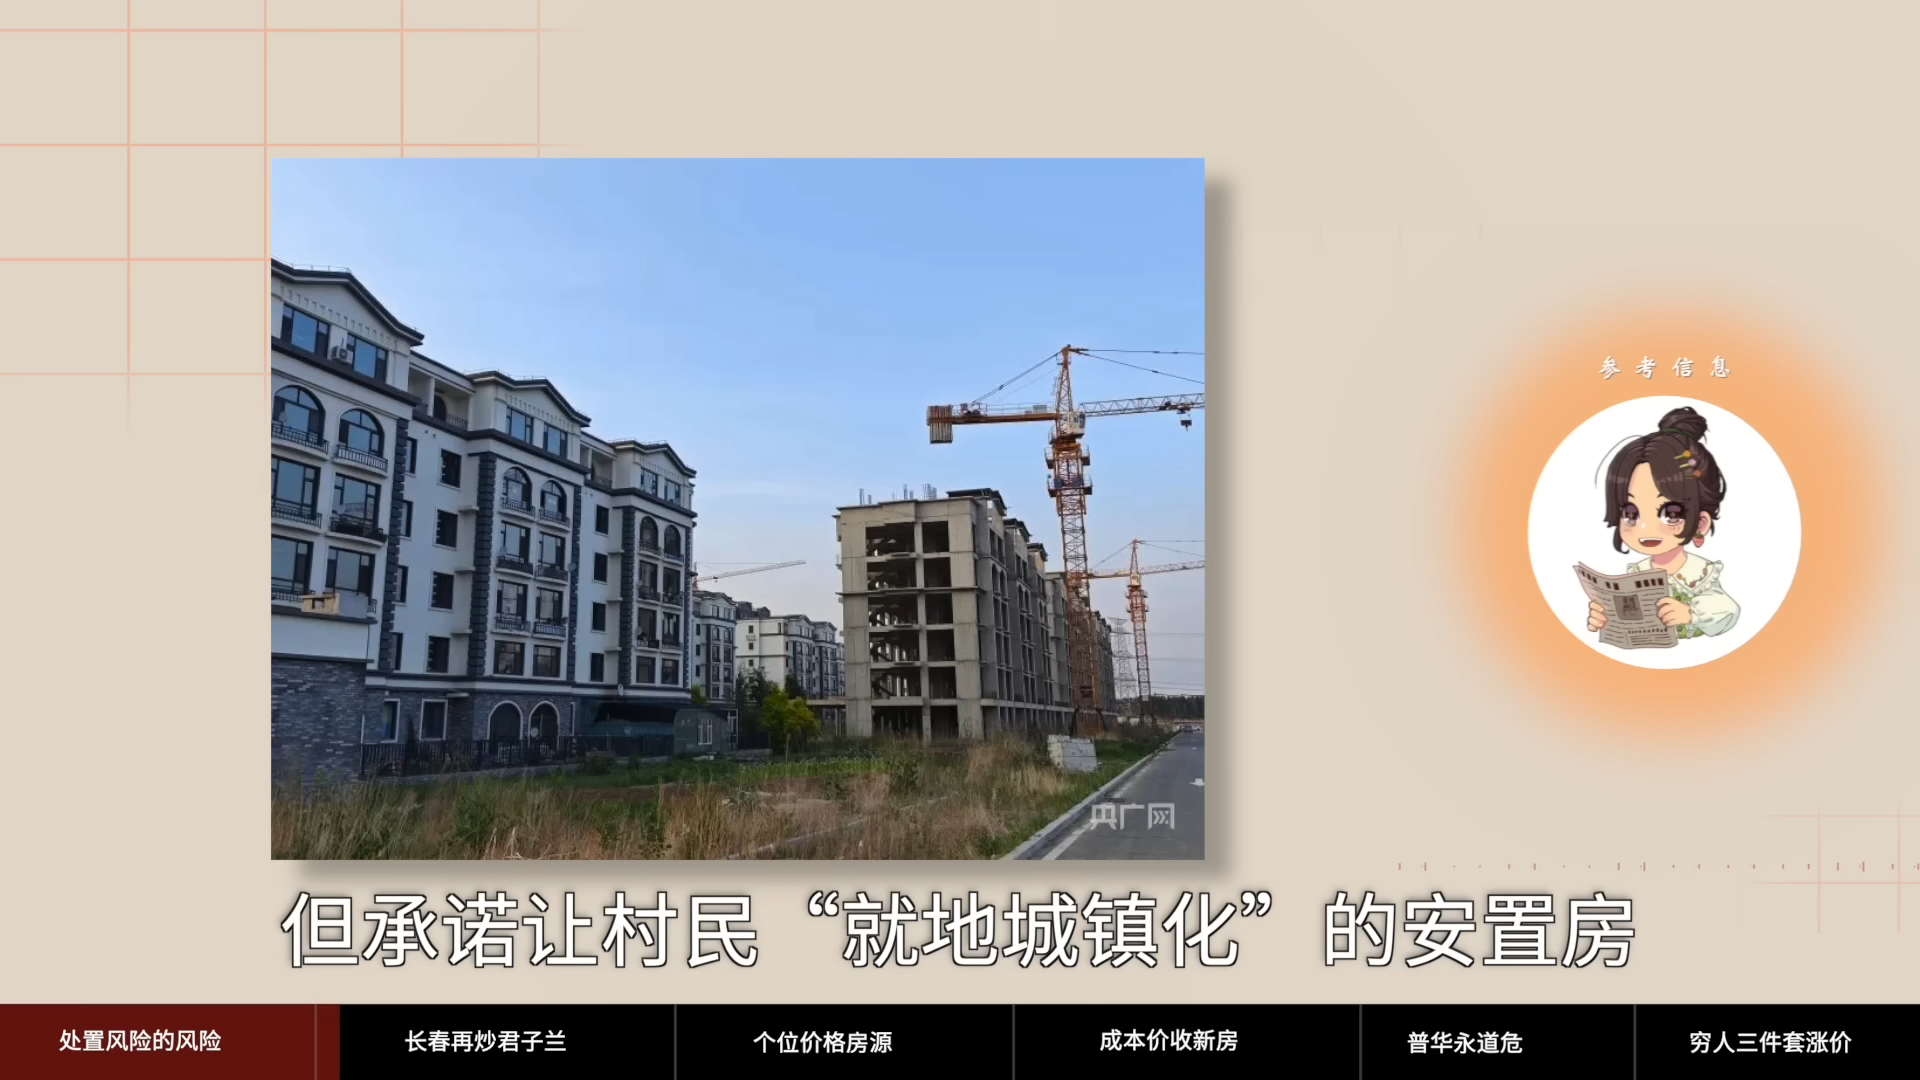 参考信息
央广网
但承诺让村民“就地城镇化”的安置房
处置风险的风险
长春再炒君子兰
个位价格房源
成本价收新房
普华永道危
穷人三件套涨价